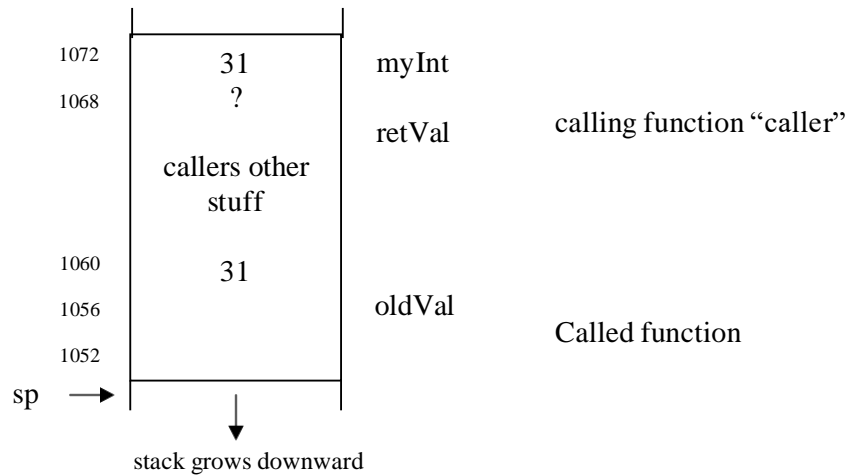 1072 31 myInt
1068 ?
retVal calling function “caller”
callers other
stuff
1060 31
1056 oldVal
Called function
1052
sp
stack grows downward